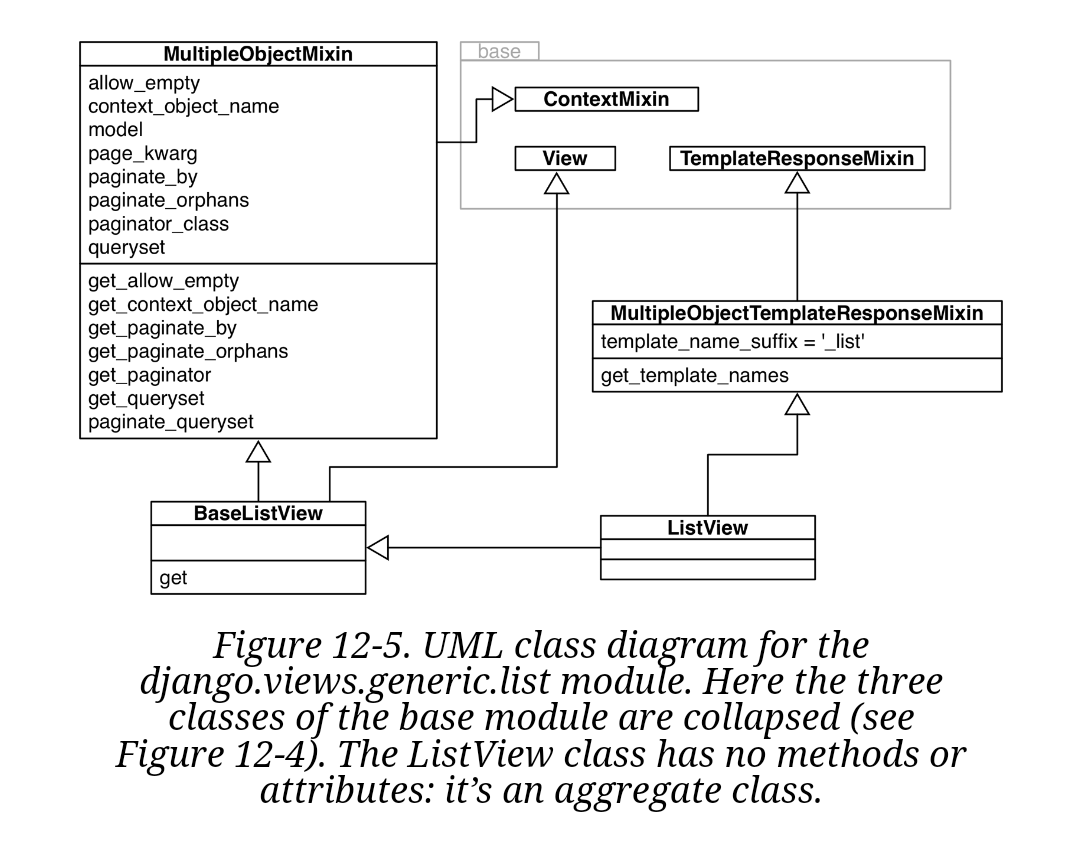 MultipleObjectMixin
allow_empty
context_object_name
model
page_kwarg
paginate_by
paginate_orphans
paginator_class
queryset
get_allow_empty
get_context_object_name
get_paginate_by
get_paginate_orphans
get_paginator
get_queryset
paginate_queryset
base
ContextMixin
View
TemplateResponseMixin
MultipleObjectTemplateResponseMixin
template_name_suffix = '_list'
get_template_names
BaseListView
get
ListView
Figure 12-5. UML class diagram for the
django.views.generic.list module. Here the three
classes of the base module are collapsed (see
Figure 12-4). The ListView class has no methods or
attributes: it’s an aggregate class.